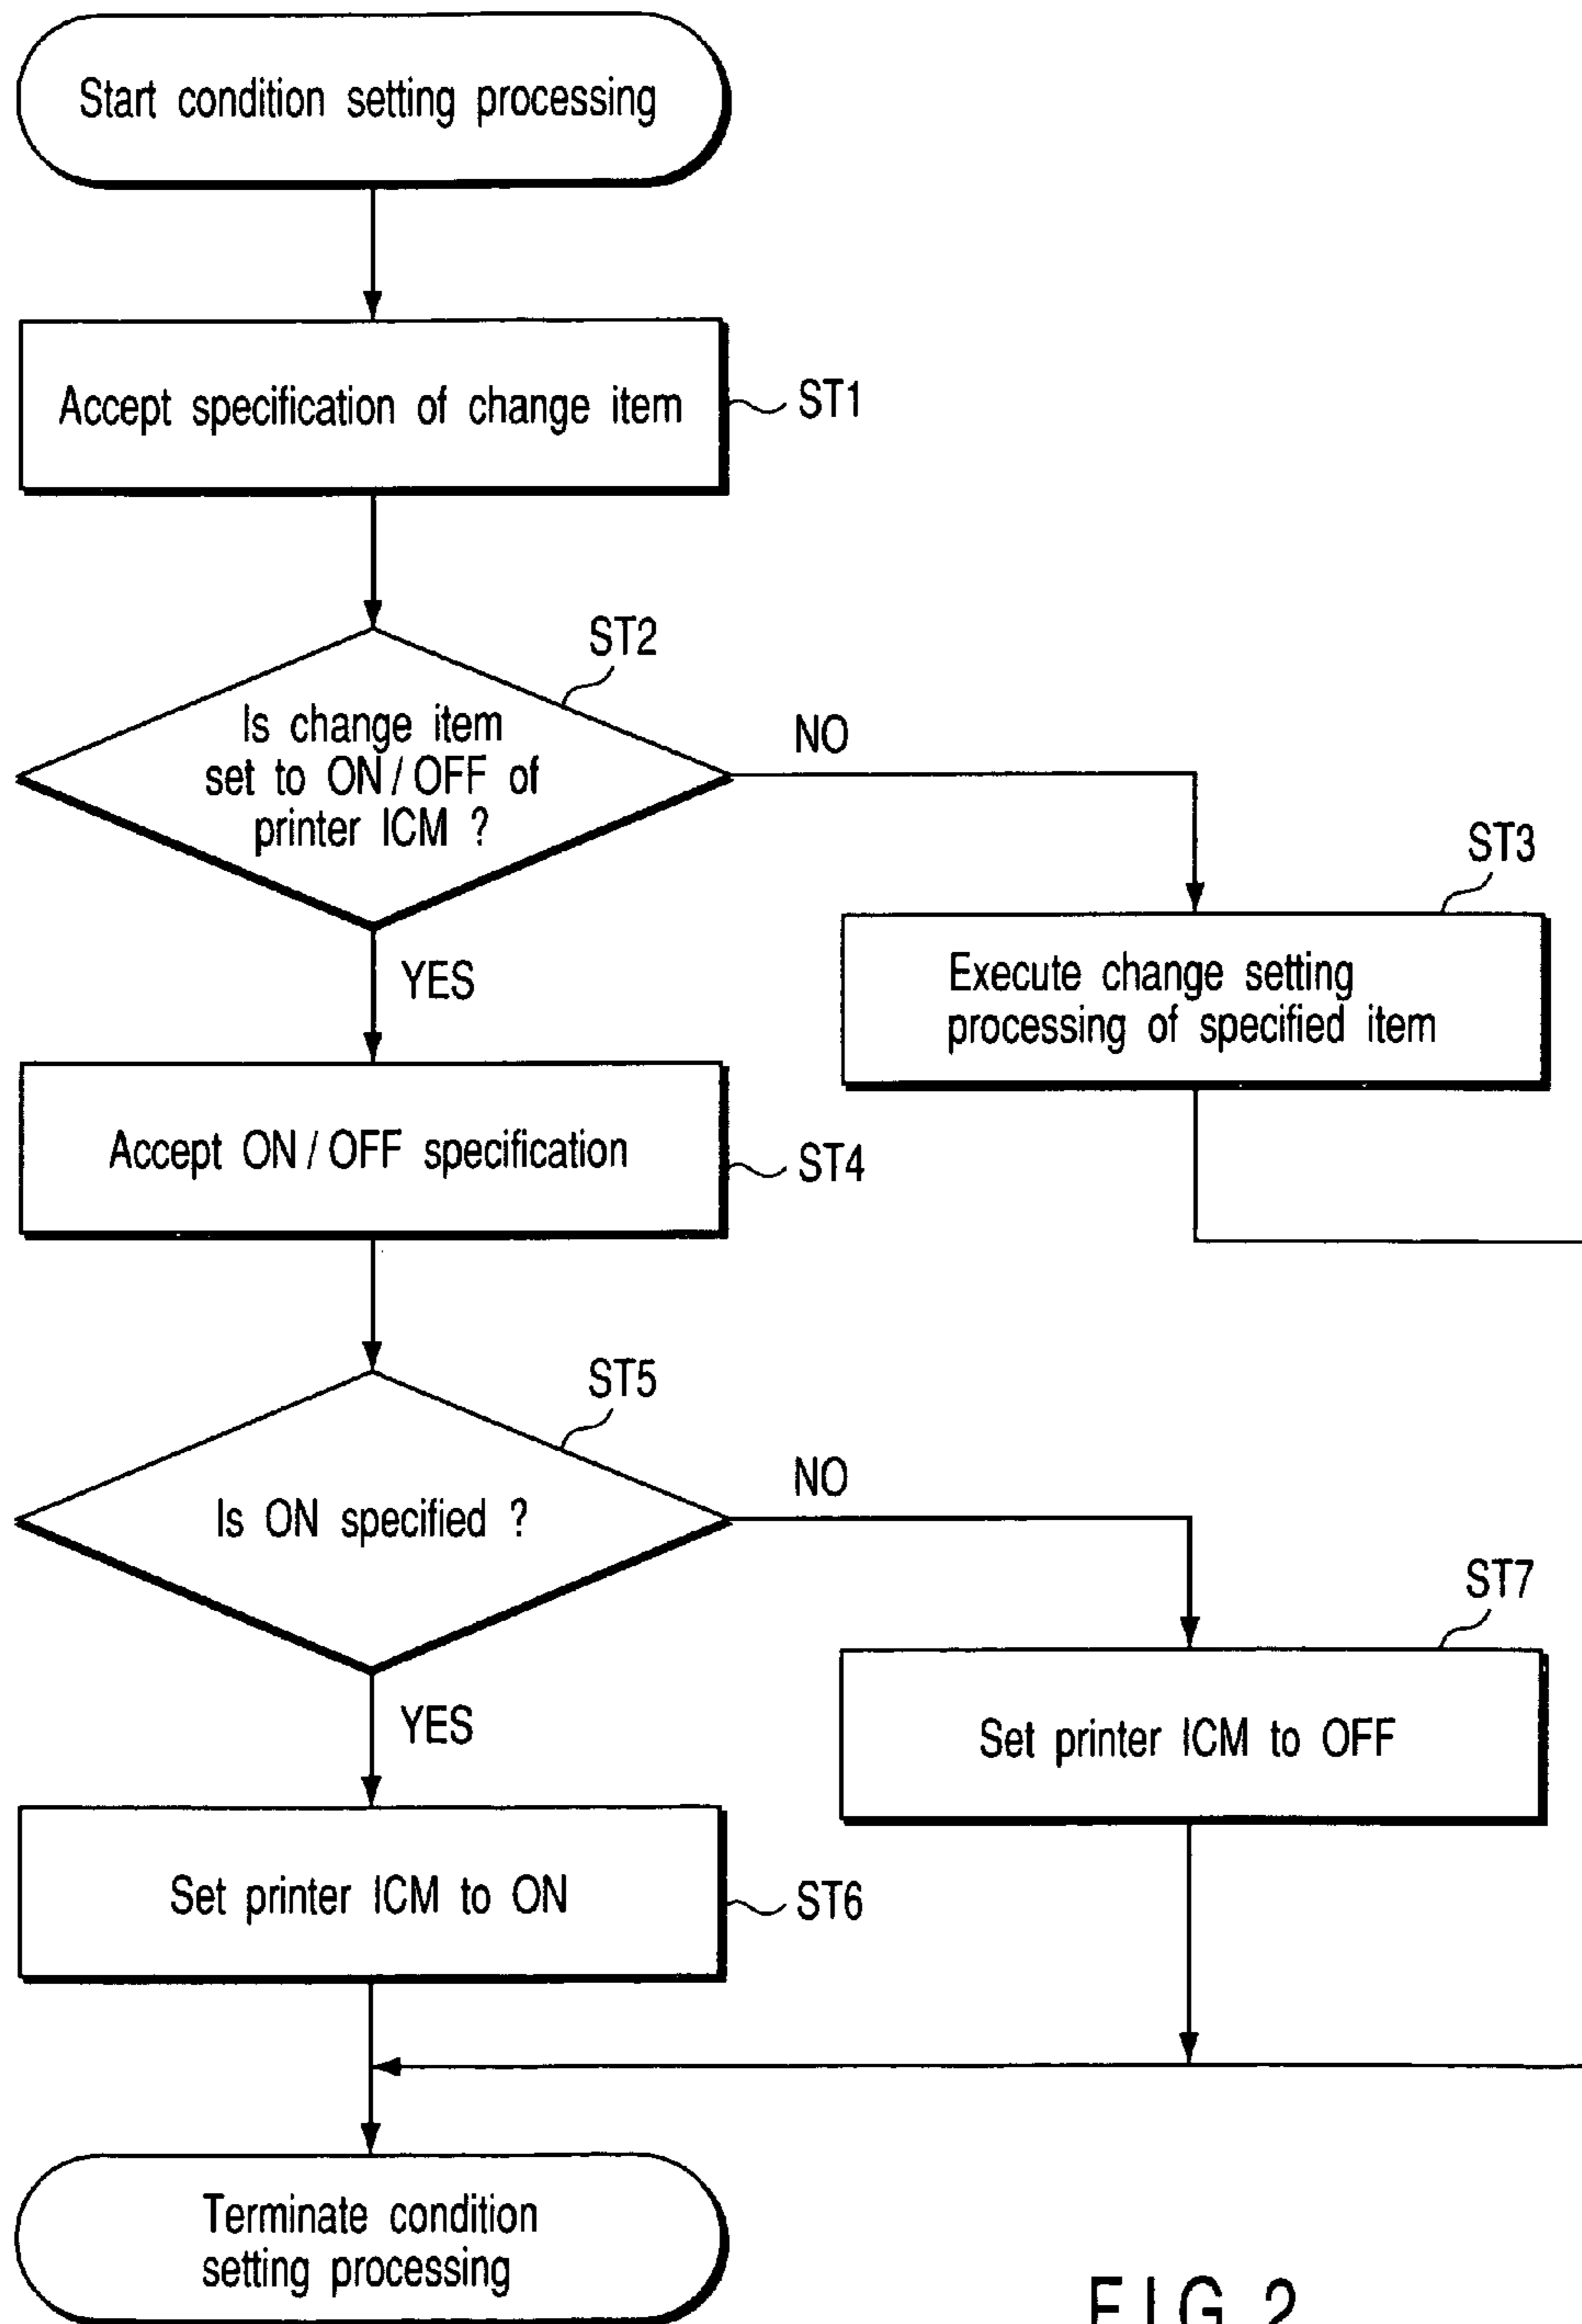 Start condition setting processing
Accept specification of change item
ST1
ST2
Is change item
set to ON/OFF of
printer ICM ?
NO
YES
ST3
Execute change setting
processing of specified item
Accept ON/OFF specification
ST4
ST5
Is ON specified ?
NO
YES
ST7
Set printer ICM to OFF
Set printer ICM to ON
ST6
Terminate condition
setting processing
FIG. 2